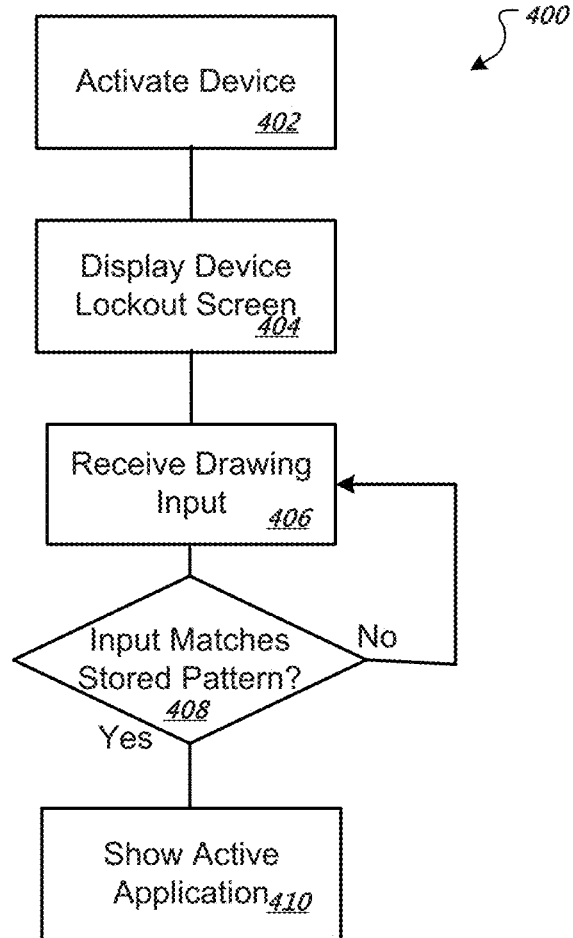 400
Activate Device
402
Display Device
Lockout Screen
404
Receive Drawing
Input
406
Input Matches
Stored Pattern?
408
No
Yes
Show Active
Application
410